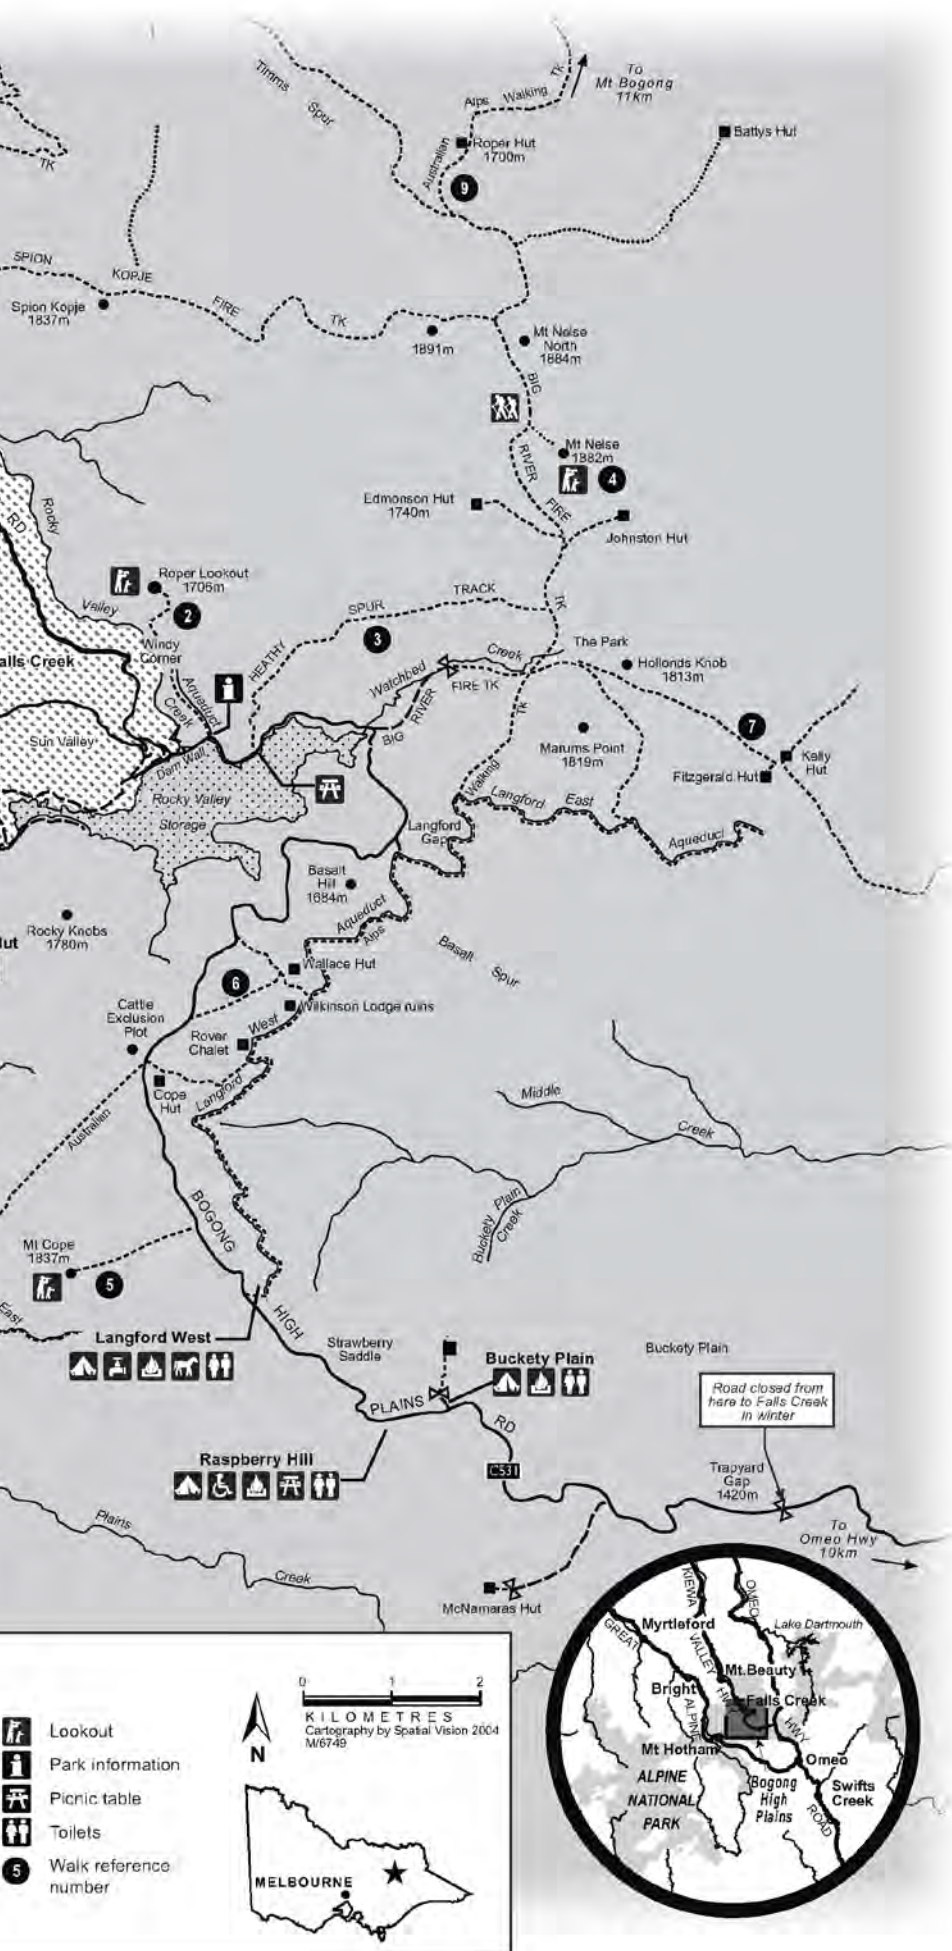 Timms
Spur
To
Mt Bogong
11km
Alps Walking TK
Australian
Roper Hut
1700m
Battys Hut
TK
9
SPION KOPJE FIRE TK
Spion Kopje
1837m
1891m
Mt Nelse
North
1884m
BIG RIVER FIRE TK
Mt Nelse
1882m
4
Edmonson Hut
1740m
Johnston Hut
RD
Rocky
Valley
Roper Lookout
1706m
2
Windy
Corner
HEATHY SPUR TRACK
3
alls Creek
Aqueduct
Creek
Watchbed Creek
The Park
Hollonds Knob
1813m
BIG RIVER FIRE TK
TK
7
Sun Valley
Dam Wall
Marums Point
1819m
Kelly
Hut
Fitzgerald Hut
Rocky Valley
Storage
Walking
Langford East Aqueduct
Langford
Gap
Basalt
Hill
1684m
Rocky Knobs
1780m
Hut
Aqueduct
Alps
Basalt Spur
Wallace Hut
6
Wilkinson Lodge ruins
Cattle
Exclusion
Plot
Rover
Chalet
West
Langford
Cope
Hut
Australian
Middle Creek
Buckety Plain
Creek
BOGONG HIGH PLAINS RD
Mt Cope
1837m
5
East
Langford West
Strawberry
Saddle
Buckety Plain
Buckety Plain
Road closed from
here to Falls Creek
in winter
Raspberry Hill
C531
Trapyard
Gap
1420m
To
Omeo Hwy
10km
Plains Creek
McNamaras Hut
GREAT
ALPINE
ROAD
KIEWA
VALLEY
HWY
OMEO
HWY
Lake Dartmouth
Myrtleford
Mt.Beauty
Bright
Falls Creek
Mt Hotham
Omeo
ALPINE
NATIONAL
PARK
Bogong
High
Plains
Swifts
Creek
0 1 2
KILOMETRES
Cartography by Spatial Vision 2004
M/6749
N
MELBOURNE
Lookout
Park information
Picnic table
Toilets
5
Walk reference
number